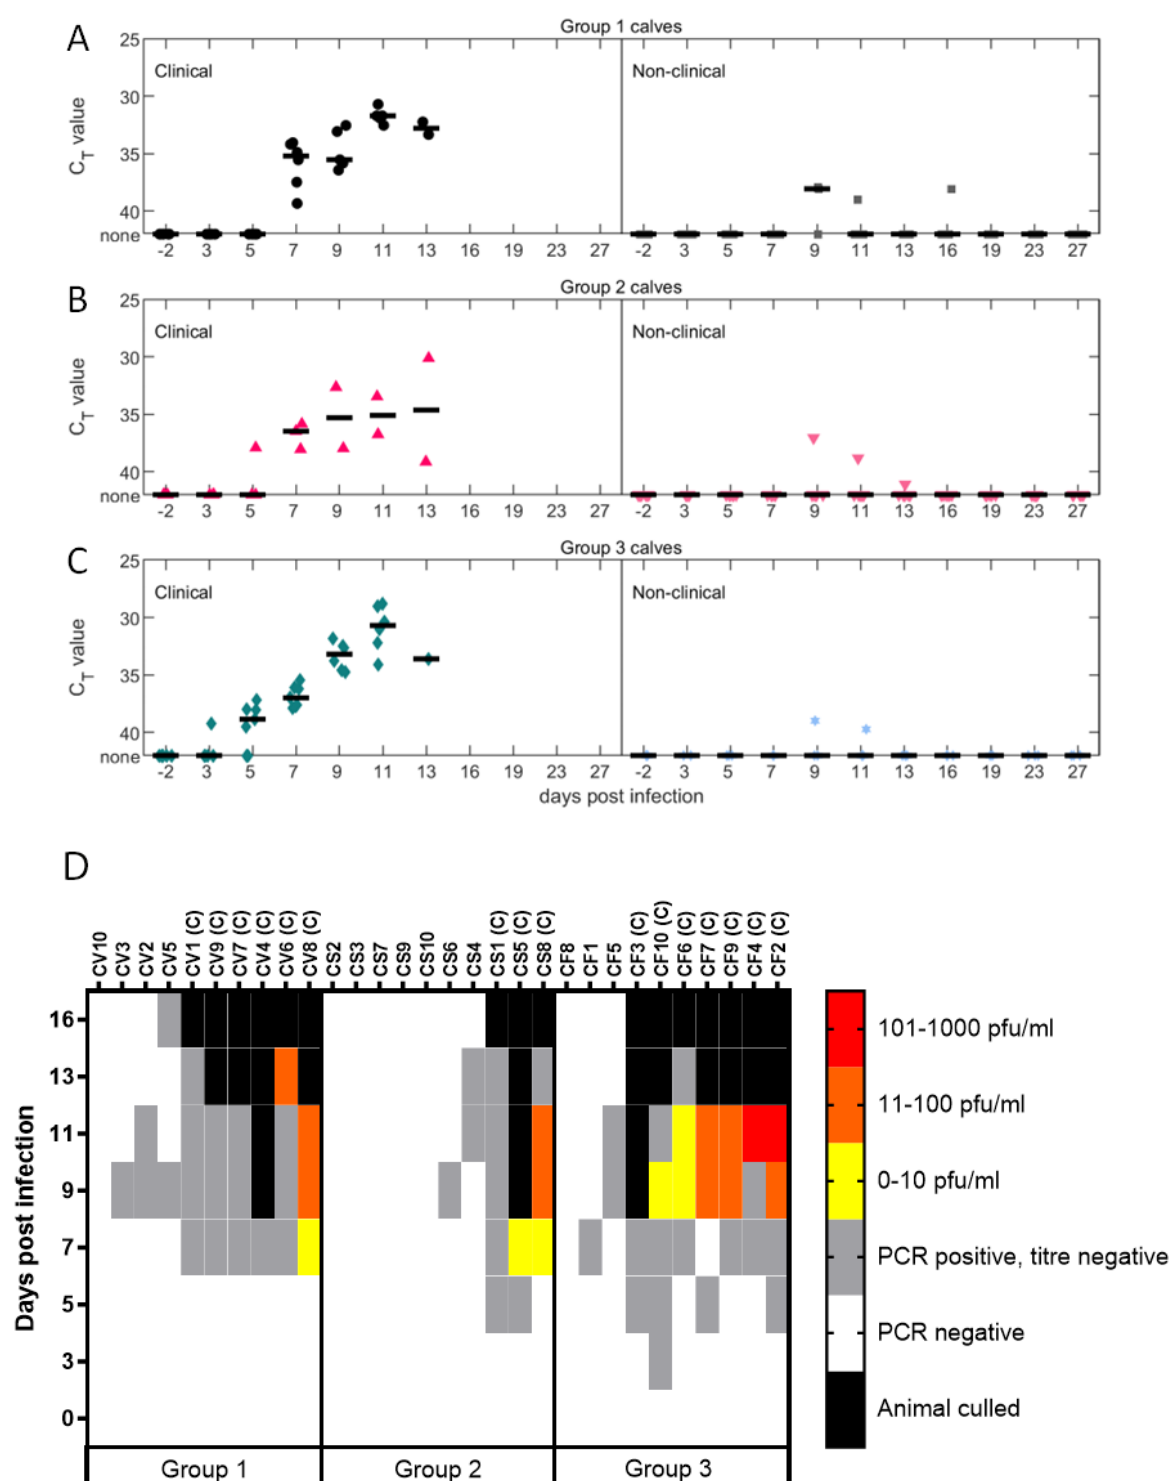 A
Group 1 calves
25
Clinical
Non-clinical
30
35
40
none
C_T value
-2 3 5 7 9 11 13 16 19 23 27 -2 3 5 7 9 11 13 16 19 23 27
B
Group 2 calves
25
Clinical
Non-clinical
30
35
40
none
C_T value
-2 3 5 7 9 11 13 16 19 23 27 -2 3 5 7 9 11 13 16 19 23 27
C
Group 3 calves
25
Clinical
Non-clinical
30
35
40
none
C_T value
-2 3 5 7 9 11 13 16 19 23 27 -2 3 5 7 9 11 13 16 19 23 27
days post infection
D
CV10
CV3
CV2
CV5
CV1 (C)
CV9 (C)
CV7 (C)
CV4 (C)
CV6 (C)
CV8 (C)
CS2
CS3
CS7
CS9
CS10
CS6
CS4
CS1 (C)
CS5 (C)
CS8 (C)
CF8
CF1
CF5
CF3 (C)
CF10 (C)
CF6 (C)
CF7 (C)
CF9 (C)
CF4 (C)
CF2 (C)
Days post infection
16
13
11
9
7
5
3
0
Group 1
Group 2
Group 3
101-1000 pfu/ml
11-100 pfu/ml
0-10 pfu/ml
PCR positive, titre negative
PCR negative
Animal culled